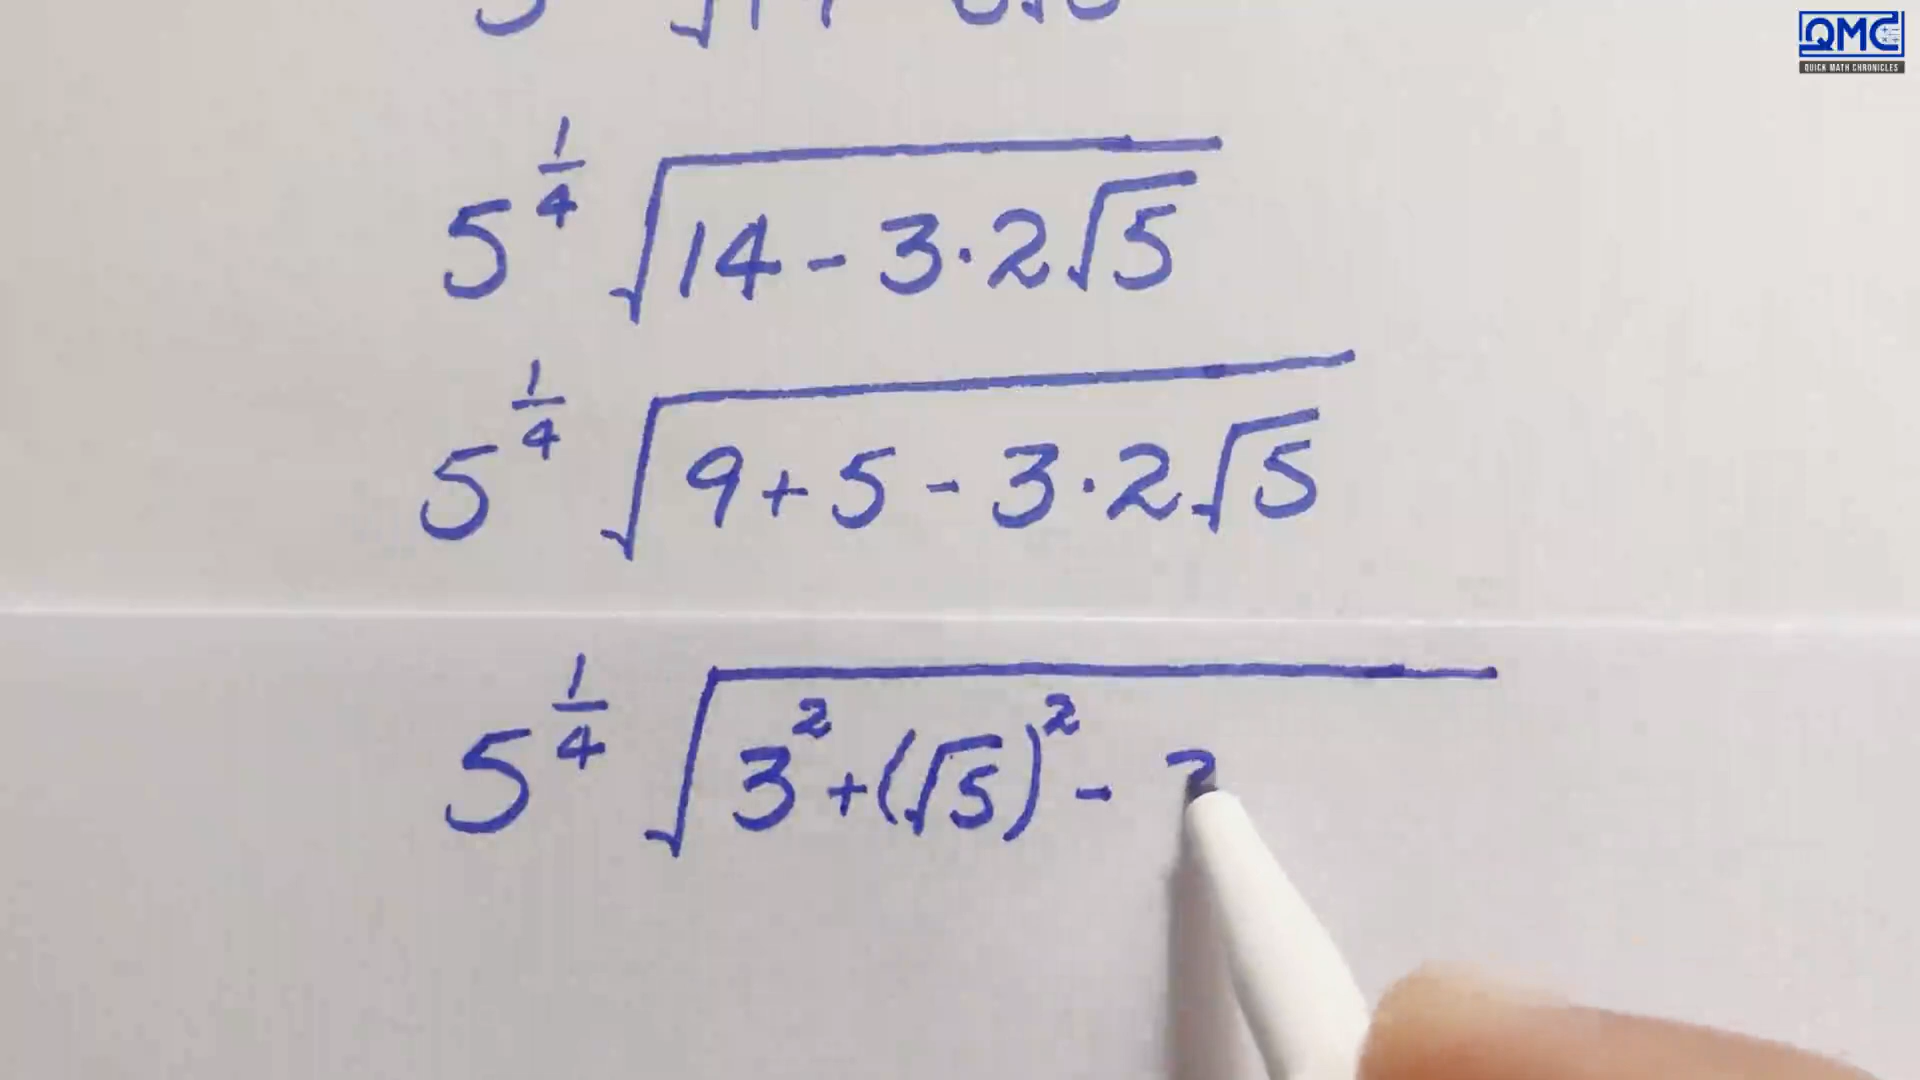 QMC
QUICK MATH CHRONICLES
5^{1/4} √(14 - 3·2√5)
5^{1/4} √(9 + 5 - 3·2√5)
5^{1/4} √(3² + (√5)² -